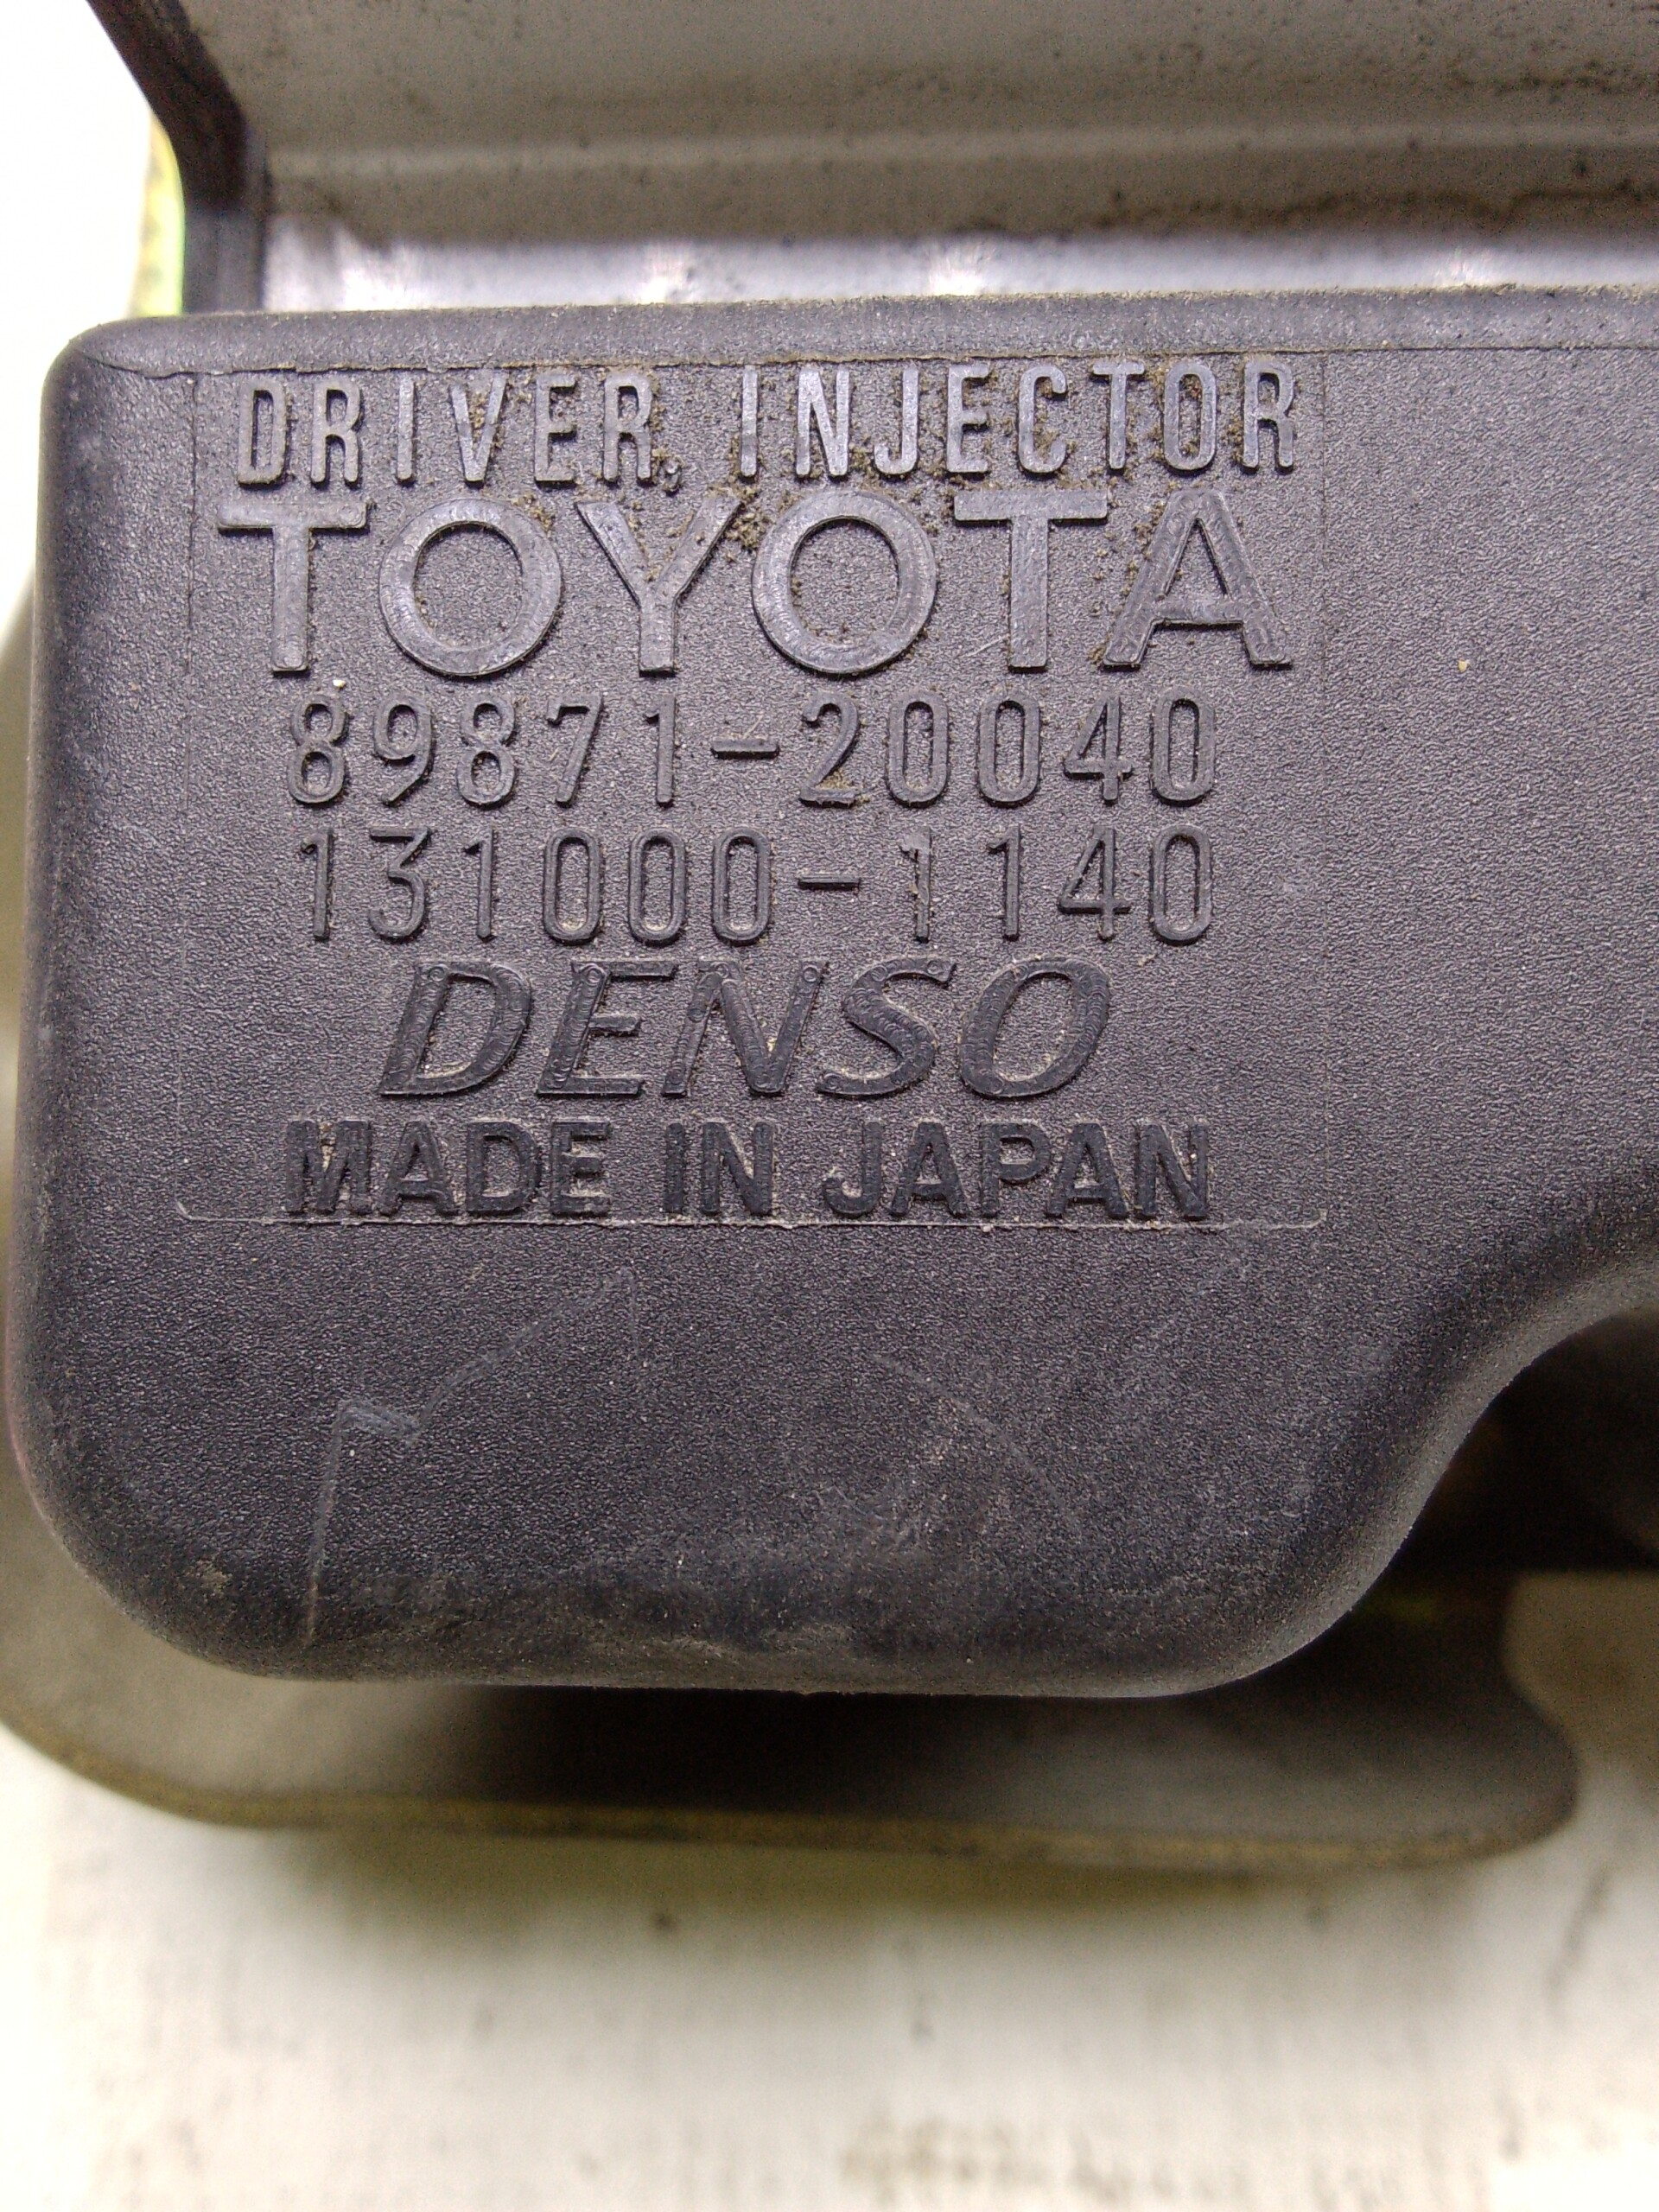 DRIVER, INJECTOR
TOYOTA
89871-20040
131000-1140
DENSO
MADE IN JAPAN